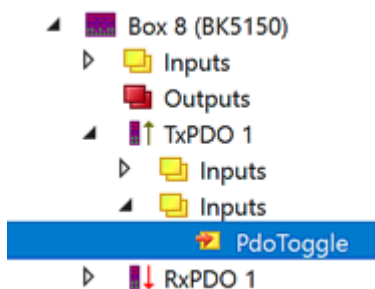 Box 8 (BK5150)
Inputs
Outputs
TxPDO 1
Inputs
Inputs
PdoToggle
RxPDO 1